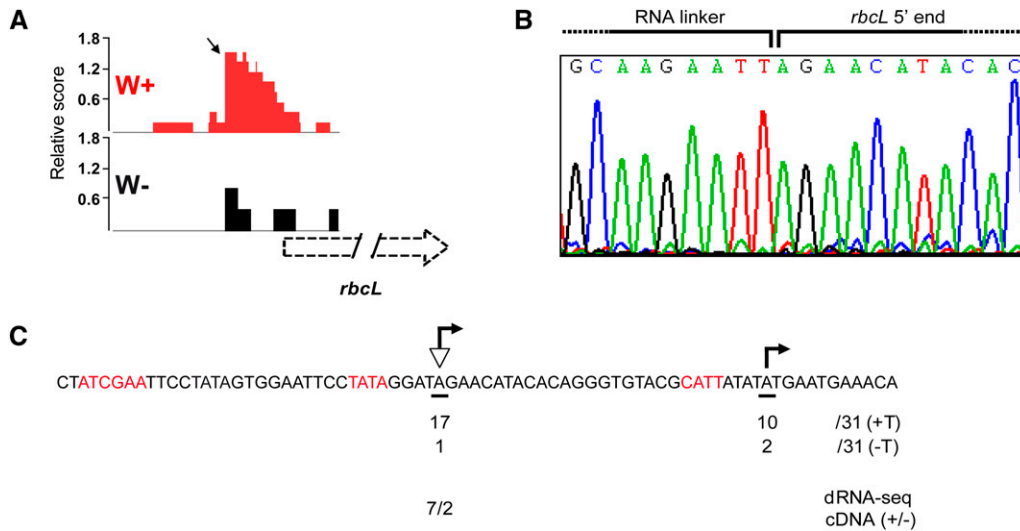 A
Relative score
1.8
1.2
0.6
W+
1.8
1.2
0.6
W-
rbcL
B
RNA linker
rbcL 5' end
G C A A G A A T T A G A A C A T A C A C
C
CTATCGAATTCCTATAGTGGAATTCCTATAGGATAGAACATACACAGGGTGTACGCATTATATATGAATGAAACA
17 10 /31 (+T)
1 2 /31 (-T)
7/2 dRNA-seq
cDNA (+/-)